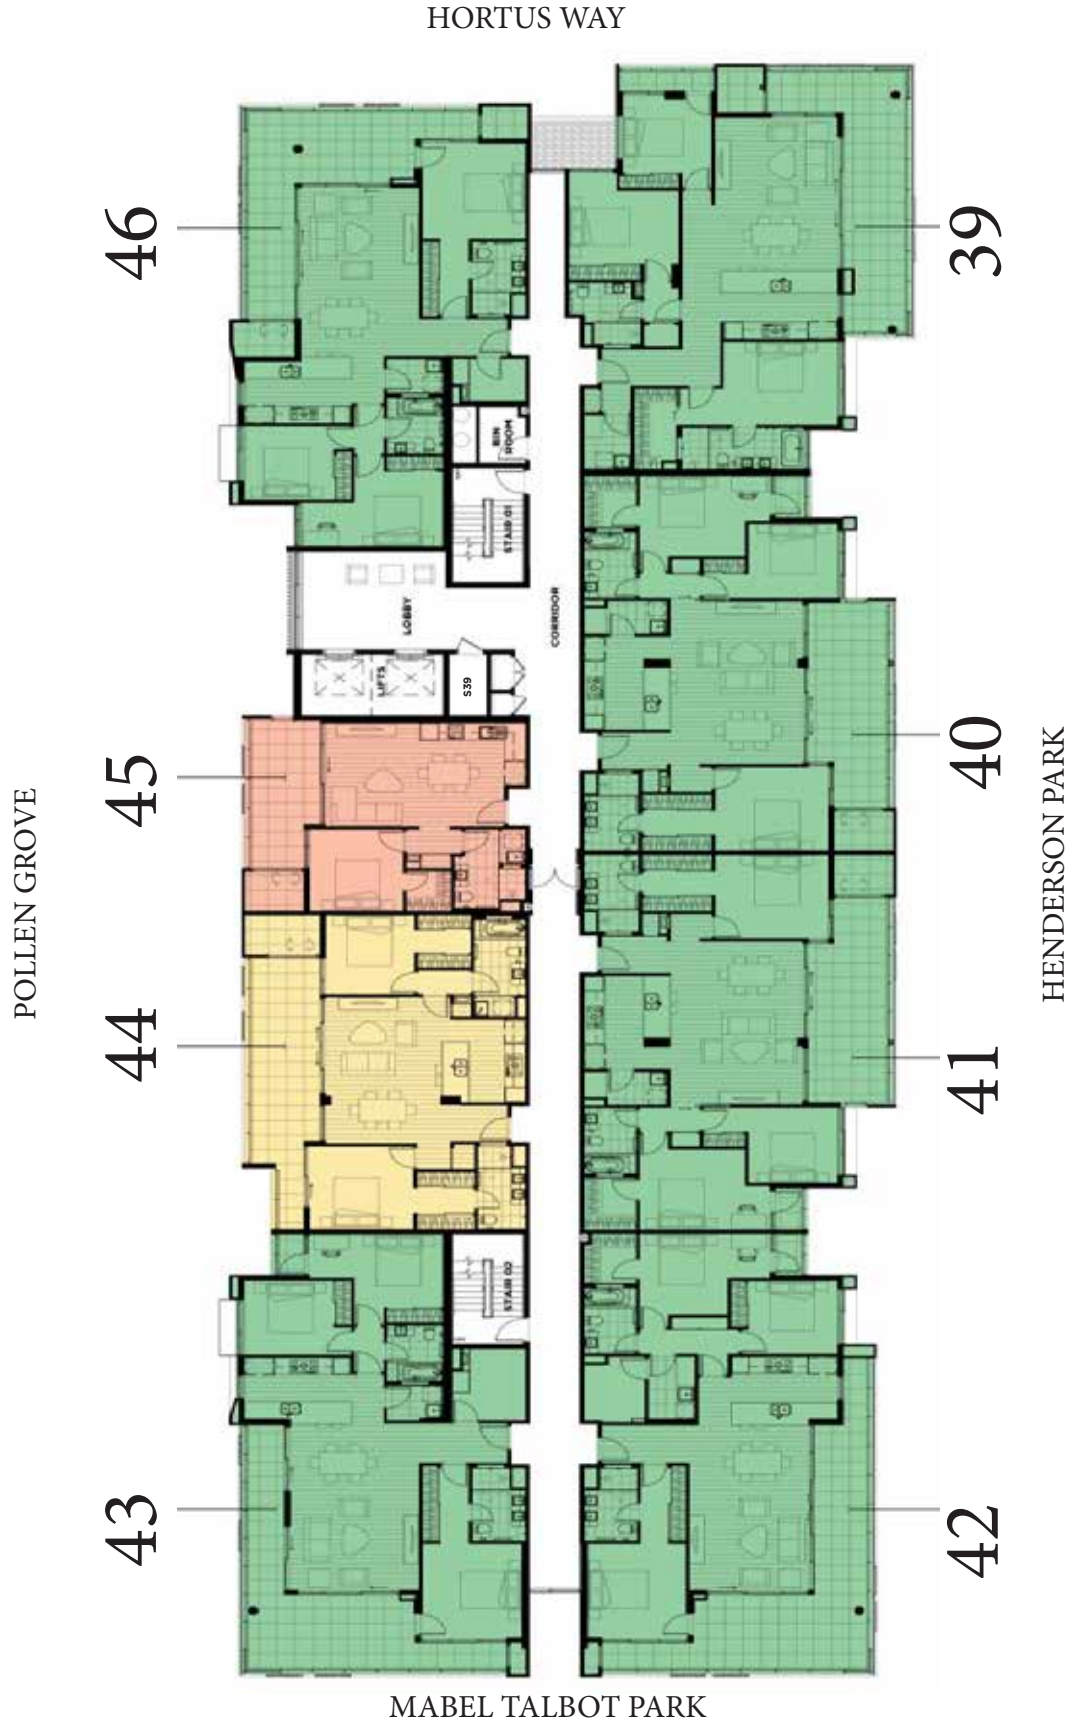 HORTUS WAY
46
39
BIN
ROOM
STAIR 01
LOBBY
CORRIDOR
LIFTS
S39
45
40
POLLEN GROVE
HENDERSON PARK
44
41
STAIR 02
43
42
MABEL TALBOT PARK